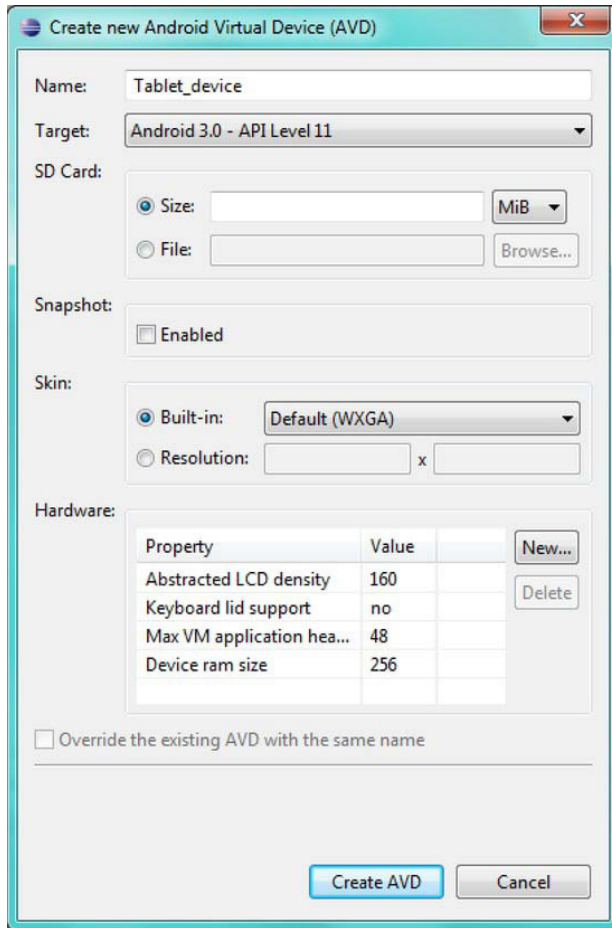 Create new Android Virtual Device (AVD)
Name: Tablet_device
Target: Android 3.0 - API Level 11
SD Card:
Size: MiB
File: Browse...
Snapshot:
Enabled
Skin:
Built-in: Default (WXGA)
Resolution: x
Hardware:
Property Value New...
Abstracted LCD density 160
Delete
Keyboard lid support no
Max VM application hea... 48
Device ram size 256
Override the existing AVD with the same name
Create AVD Cancel